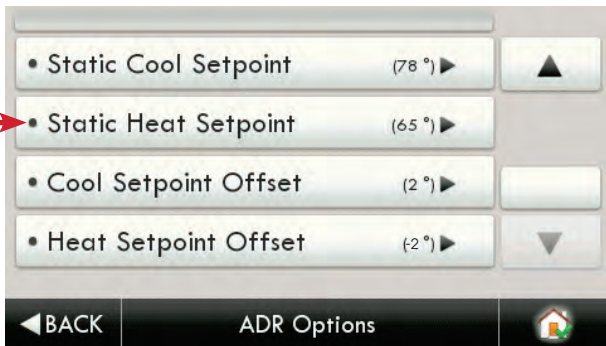 • Static Cool Setpoint (78 °)▶
• Static Heat Setpoint (65 °)▶
• Cool Setpoint Offset (2 °)▶
• Heat Setpoint Offset (-2 °)▶
◀BACK ADR Options